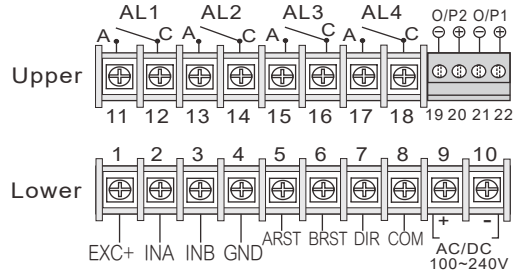 AL1 AL2 AL3 AL4 O/P2 O/P1
A C A C A C A C ⊖ ⊕ ⊖ ⊕
Upper
11 12 13 14 15 16 17 18 19 20 21 22
1 2 3 4 5 6 7 8 9 10
Lower
+ -
EXC+ INA INB GND ARST BRST DIR COM AC/DC
100~240V